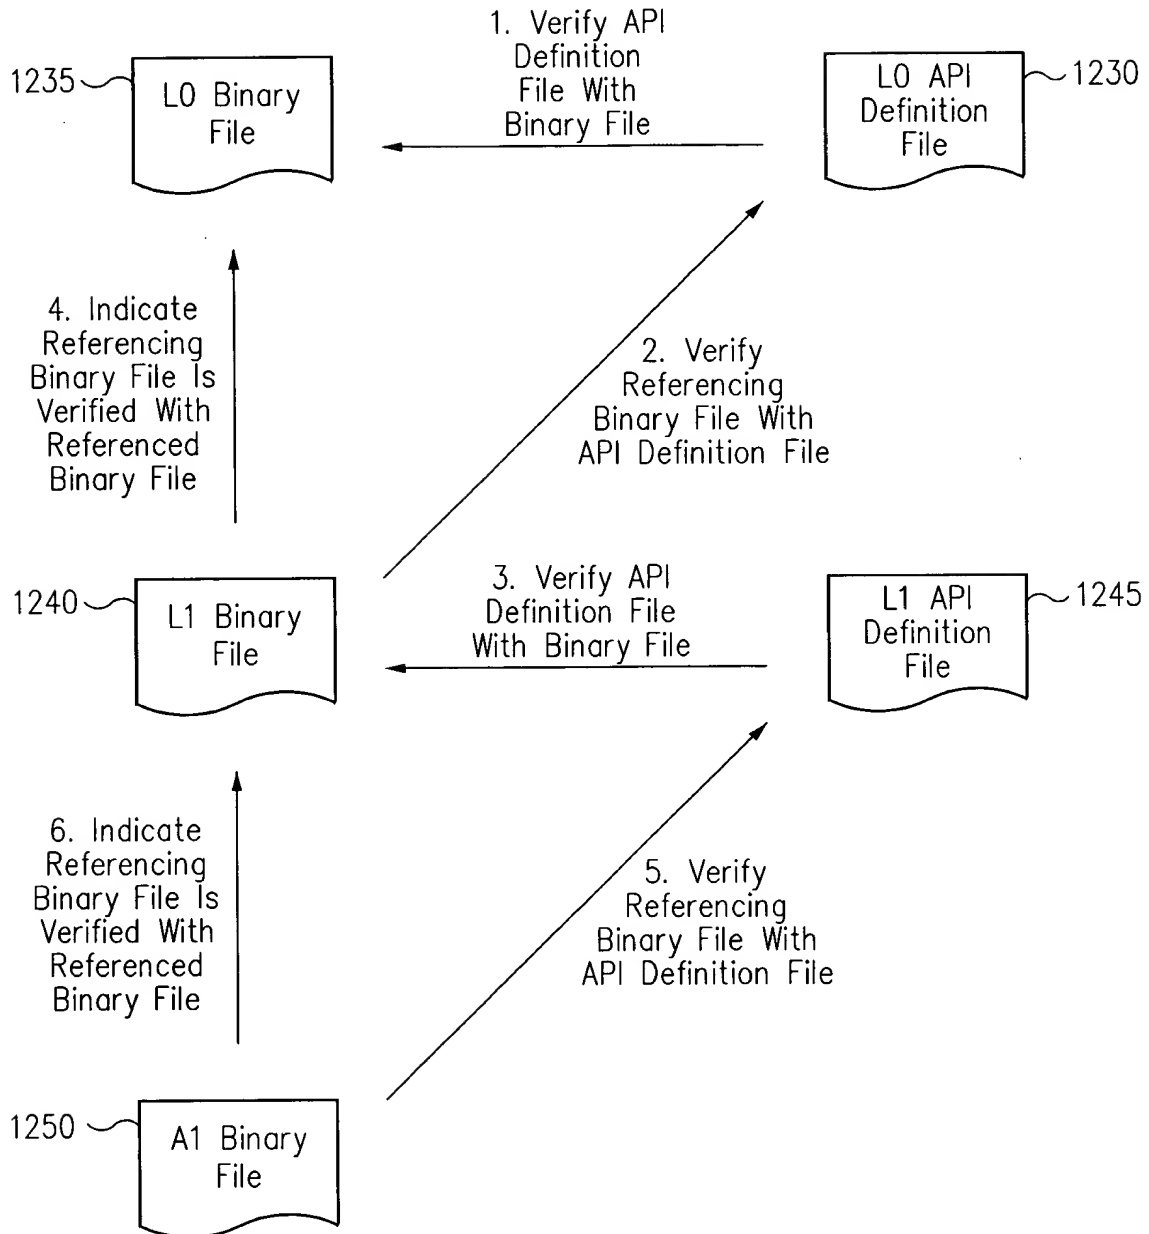 1. Verify API
Definition
File With
Binary File
1235
L0 Binary
File
L0 API
Definition
File
1230
4. Indicate
Referencing
Binary File Is
Verified With
Referenced
Binary File
2. Verify
Referencing
Binary File With
API Definition File
1240
L1 Binary
File
3. Verify API
Definition File
With Binary File
L1 API
Definition
File
1245
6. Indicate
Referencing
Binary File Is
Verified With
Referenced
Binary File
5. Verify
Referencing
Binary File With
API Definition File
1250
A1 Binary
File